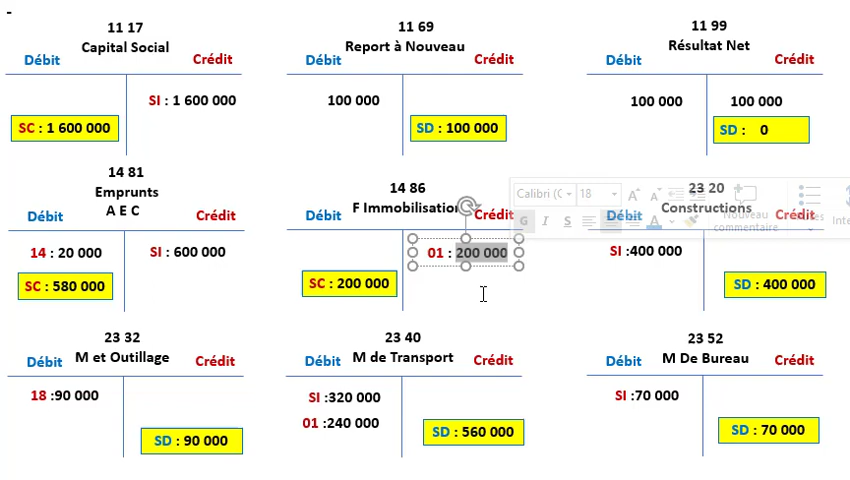 -
11 17
Capital Social
Débit
Crédit
SI : 1 600 000
SC : 1 600 000
11 69
Report à Nouveau
Débit
Crédit
100 000
SD : 100 000
11 99
Résultat Net
Débit
Crédit
100 000
100 000
SD : 0
14 81
Emprunts
A E C
Débit
Crédit
14 : 20 000
SI : 600 000
SC : 580 000
14 86
F Immobilisation
Débit
Crédit
01 : 200 000
SC : 200 000
Calibri (C
18
A A
G I S A
Nouveau
commentaire
23 20
Constructions
Débit
Crédit
SI :400 000
SD : 400 000
23 32
M et Outillage
Débit
Crédit
18 :90 000
SD : 90 000
23 40
M de Transport
Débit
Crédit
SI :320 000
01 :240 000
SD : 560 000
23 52
M De Bureau
Débit
Crédit
SI :70 000
SD : 70 000